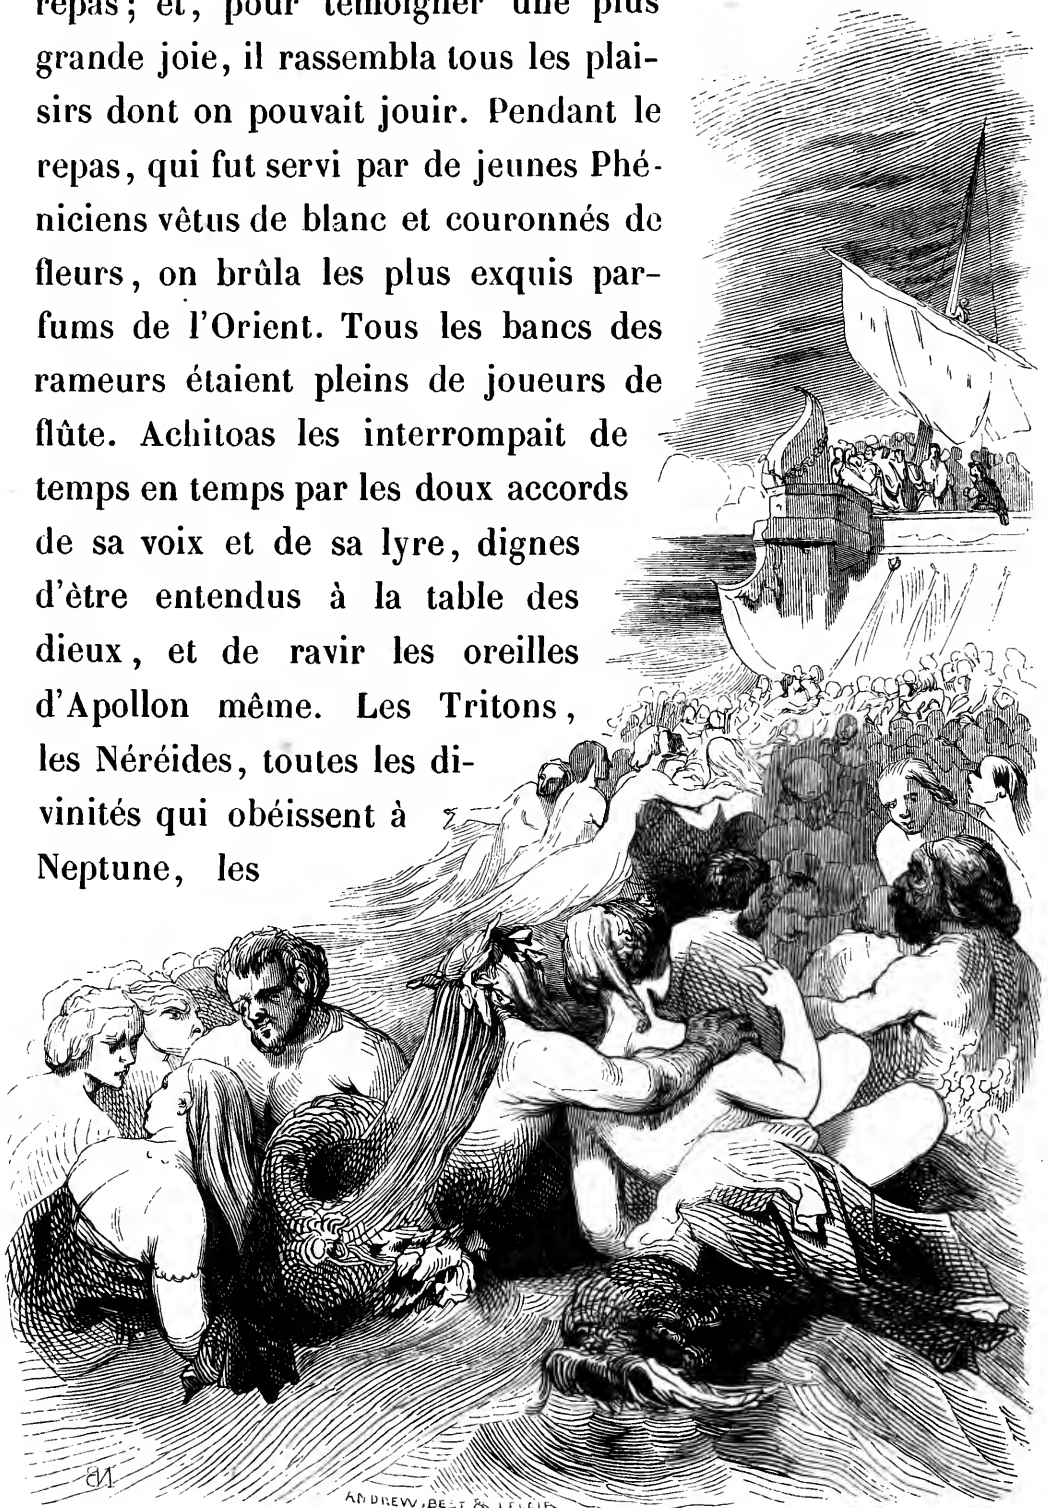 repas; et, pour témoigner une plus
grande joie, il rassembla tous les plai-
sirs dont on pouvait jouir. Pendant le
repas, qui fut servi par de jeunes Phé-
niciens vêtus de blanc et couronnés de
fleurs, on brûla les plus exquis par-
fums de l'Orient. Tous les bancs des
rameurs étaient pleins de joueurs de
flûte. Achitoas les interrompait de
temps en temps par les doux accords
de sa voix et de sa lyre, dignes
d'être entendus à la table des
dieux, et de ravir les oreilles
d'Apollon même. Les Tritons,
les Néréides, toutes les di-
vinités qui obéissent à
Neptune, les
ANDREW, BEST & LELOIR